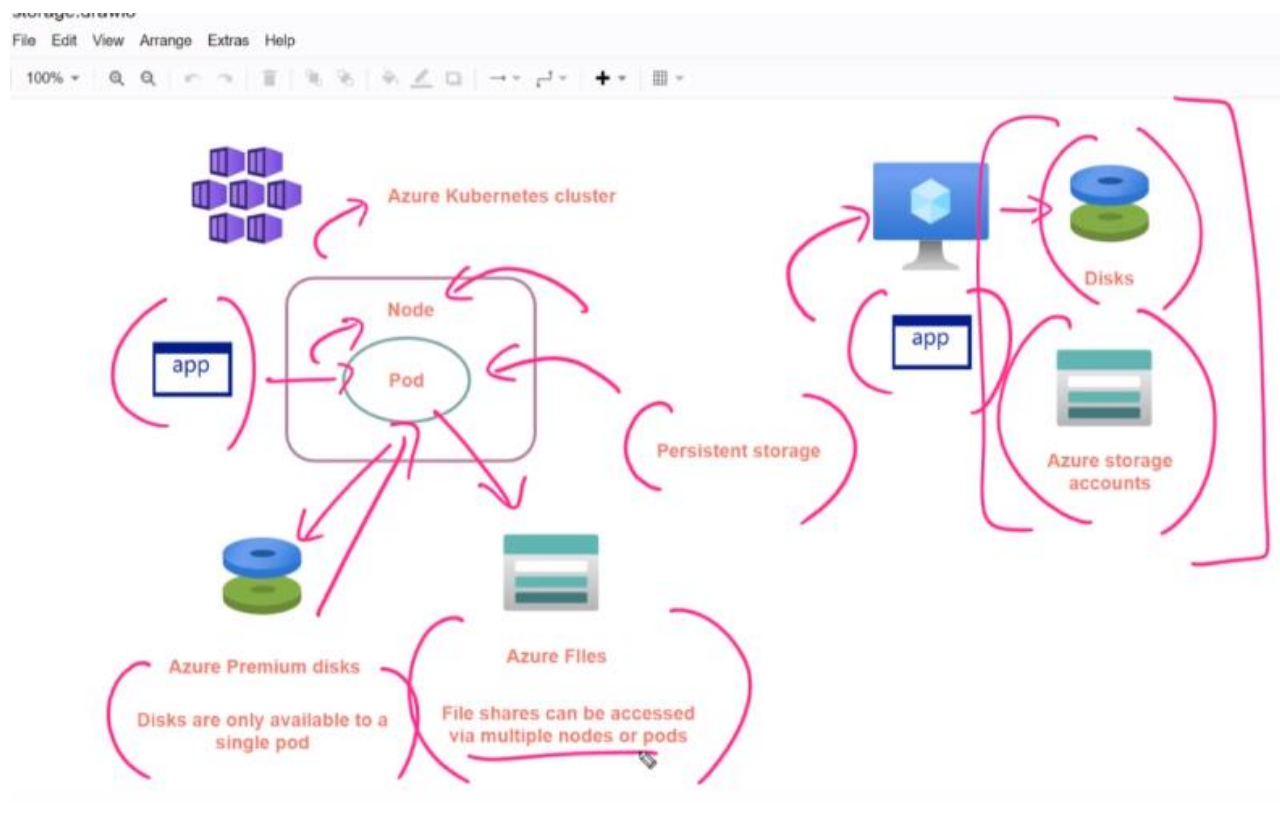 storage.drawio
File Edit View Arrange Extras Help
100%
Azure Kubernetes cluster
Node
Pod
app
Persistent storage
app
Disks
Azure storage
accounts
Azure Premium disks
Disks are only available to a
single pod
Azure FIles
File shares can be accessed
via multiple nodes or pods